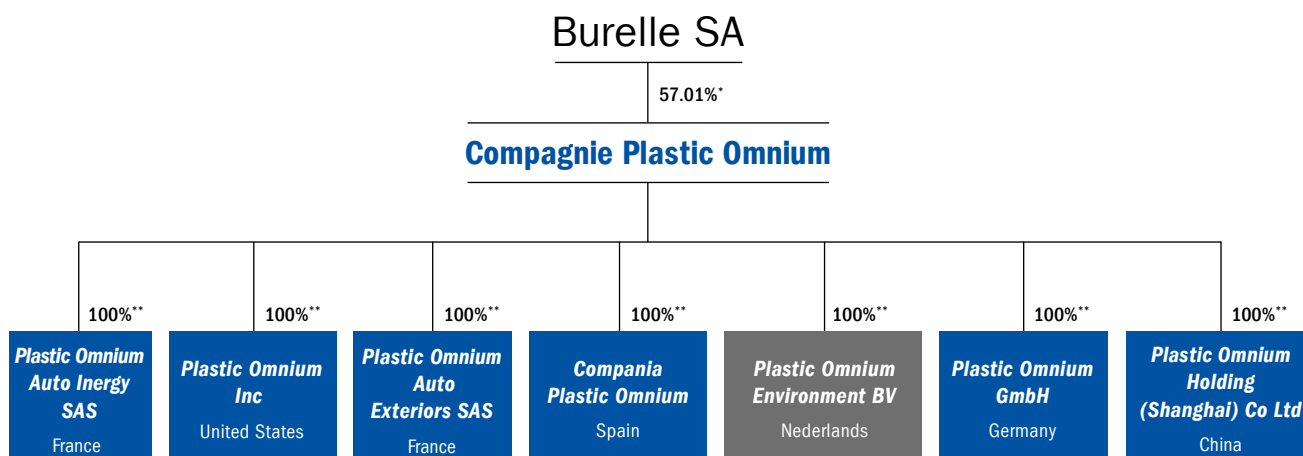 Burelle SA
57.01%*
Compagnie Plastic Omnium
100%**
100%**
100%**
100%**
100%**
100%**
100%**
Plastic Omnium
Auto Inergy
SAS
France
Plastic Omnium
Inc
United States
Plastic Omnium
Auto
Exteriors SAS
France
Compania
Plastic Omnium
Spain
Plastic Omnium
Environment BV
Nederlands
Plastic Omnium
GmbH
Germany
Plastic Omnium
Holding
(Shanghai) Co Ltd
China